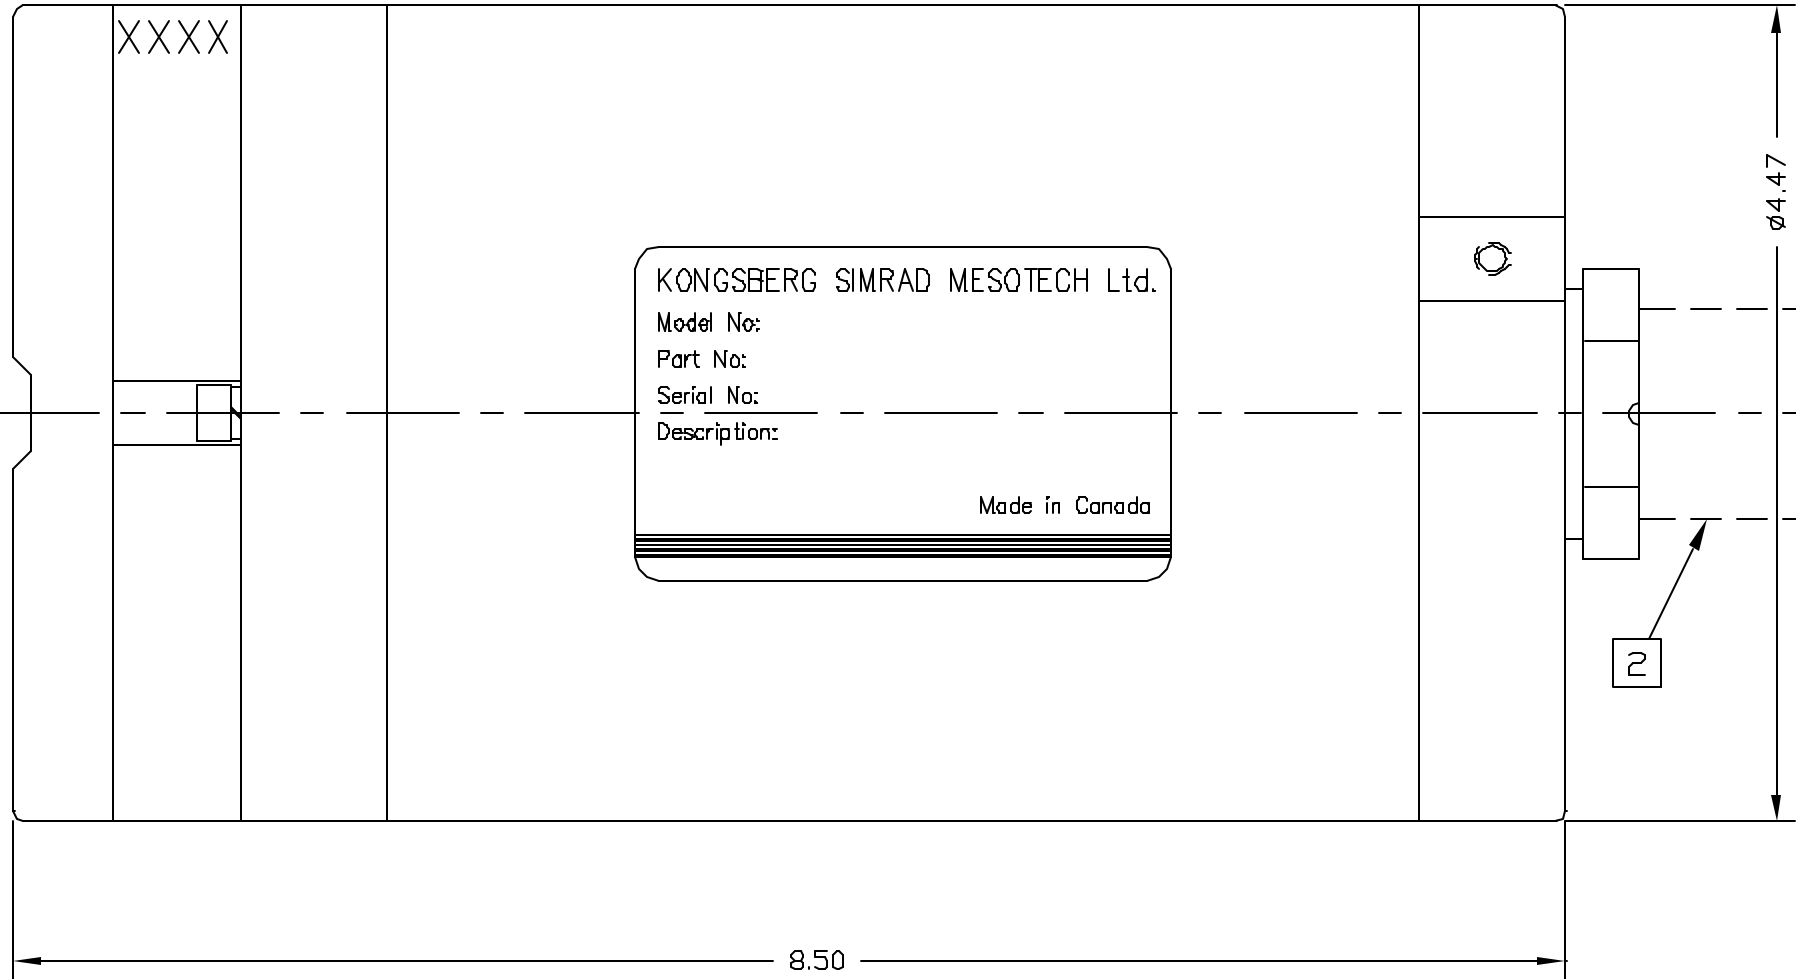 XXXX
ø4.47
KONGSBERG SIMRAD MESOTECH Ltd.
Model No:
Part No:
Serial No:
Description:
Made in Canada
2
8.50